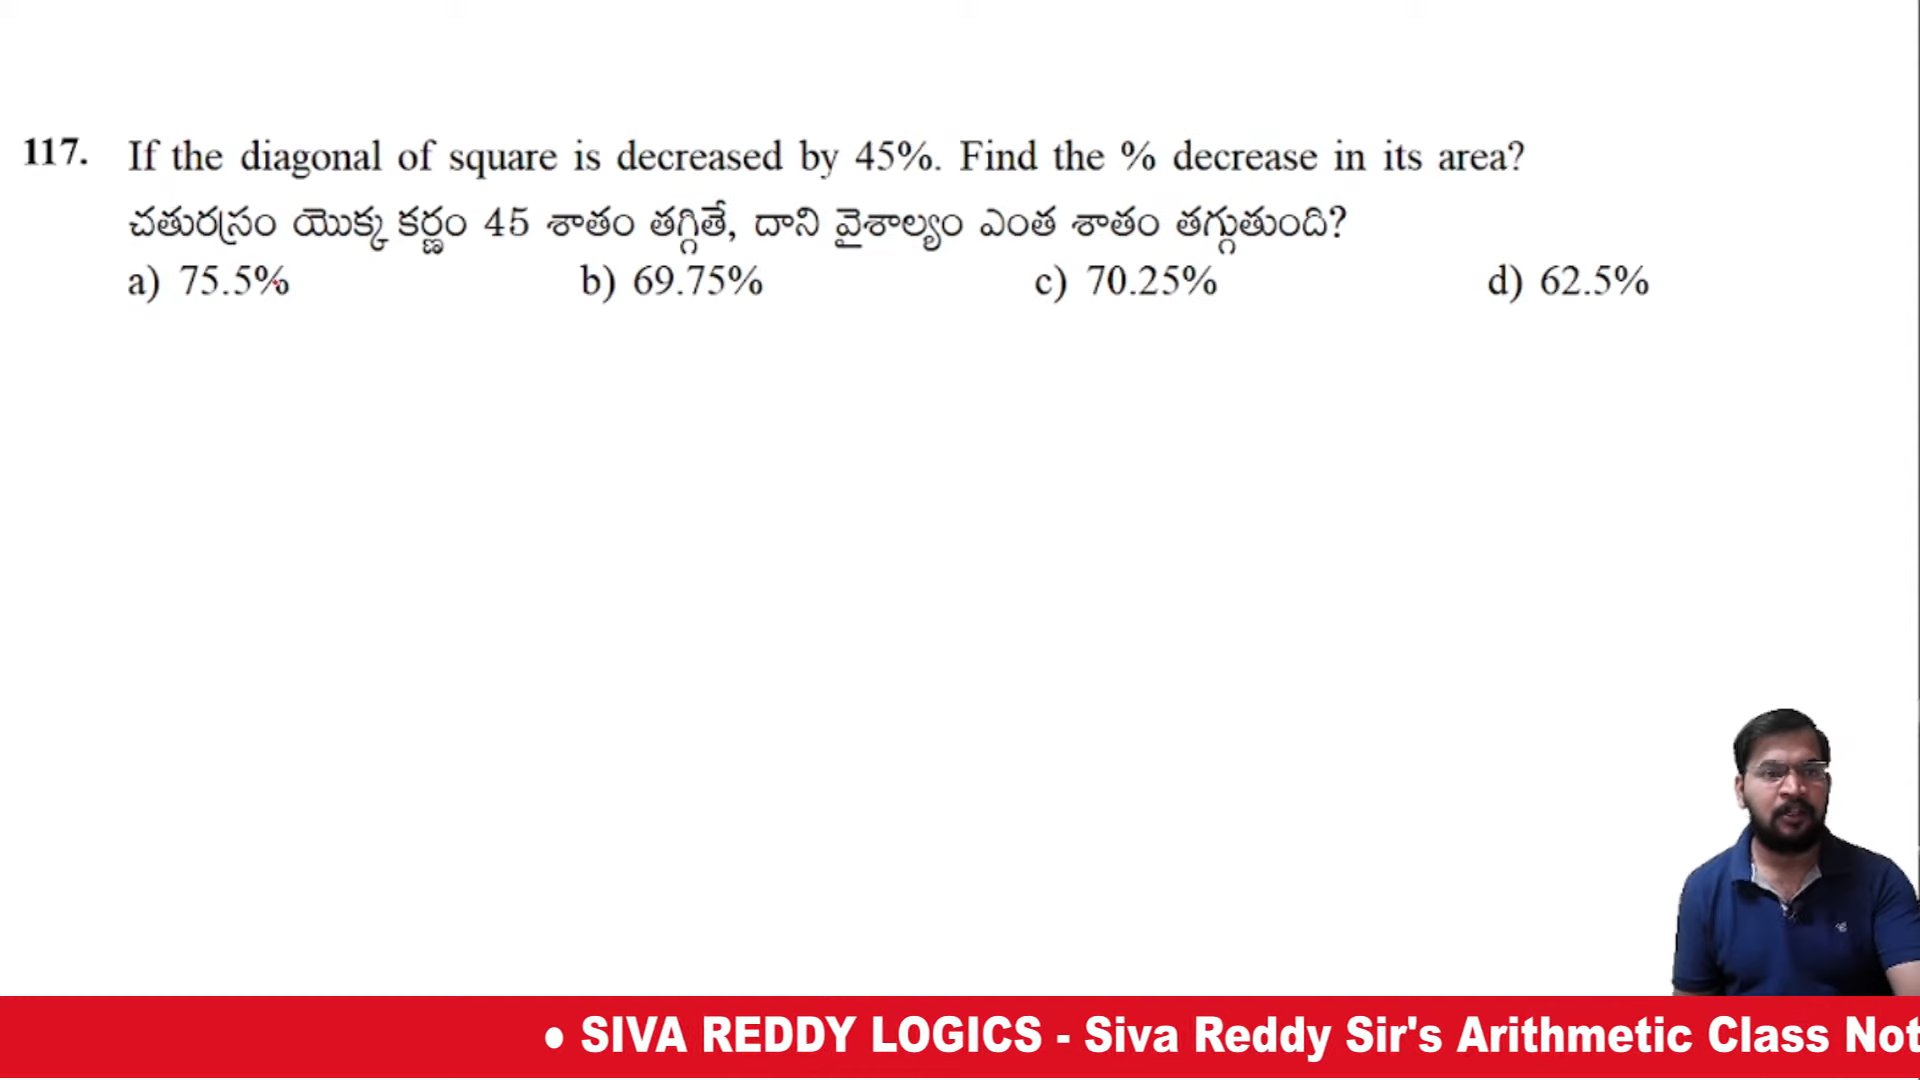 117. If the diagonal of square is decreased by 45%. Find the % decrease in its area?
చతురస్రం యొక్క కర్ణం 45 శాతం తగ్గితే, దాని వైశాల్యం ఎంత శాతం తగ్గుతుంది?
a) 75.5% b) 69.75% c) 70.25% d) 62.5%
• SIVA REDDY LOGICS - Siva Reddy Sir's Arithmetic Class Not